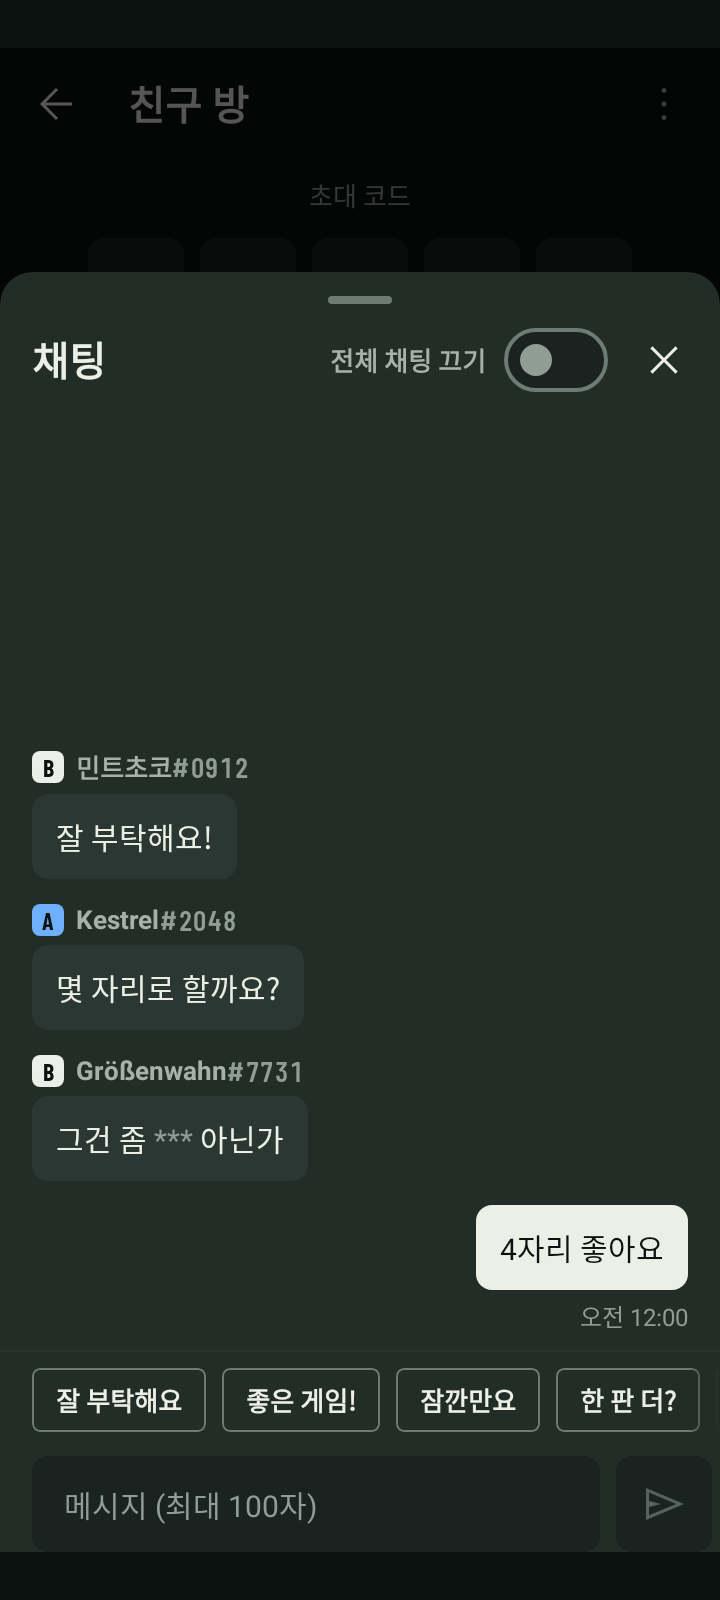 친구 방
초대 코드
채팅
전체 채팅 끄기
B 민트초코#0912
잘 부탁해요!
A Kestrel#2048
몇 자리로 할까요?
B Größenwahn#7731
그건 좀 *** 아닌가
4자리 좋아요
오전 12:00
잘 부탁해요 좋은 게임! 잠깐만요 한 판 더?
메시지 (최대 100자)